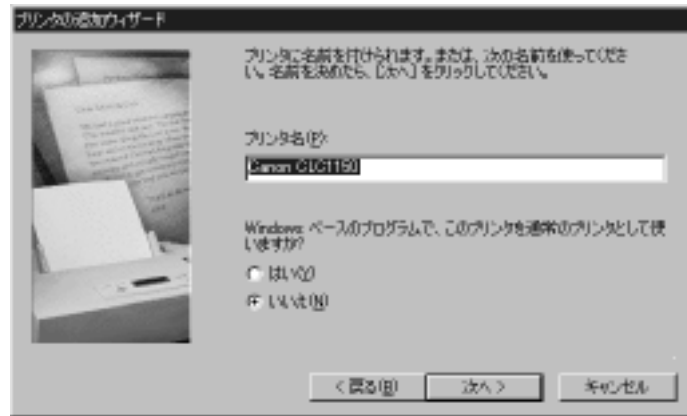 プリンタの追加ウィザード
プリンタに名前を付けられます。または、次の名前を使ってくださ
い。名前を決めたら、[次へ] をクリックしてください。
プリンタ名(P):
Canon CLC1150
Windows ベースのプログラムで、このプリンタを通常のプリンタとして使
いますか?
はい(Y)
いいえ(N)
< 戻る(B)
次へ >
キャンセル